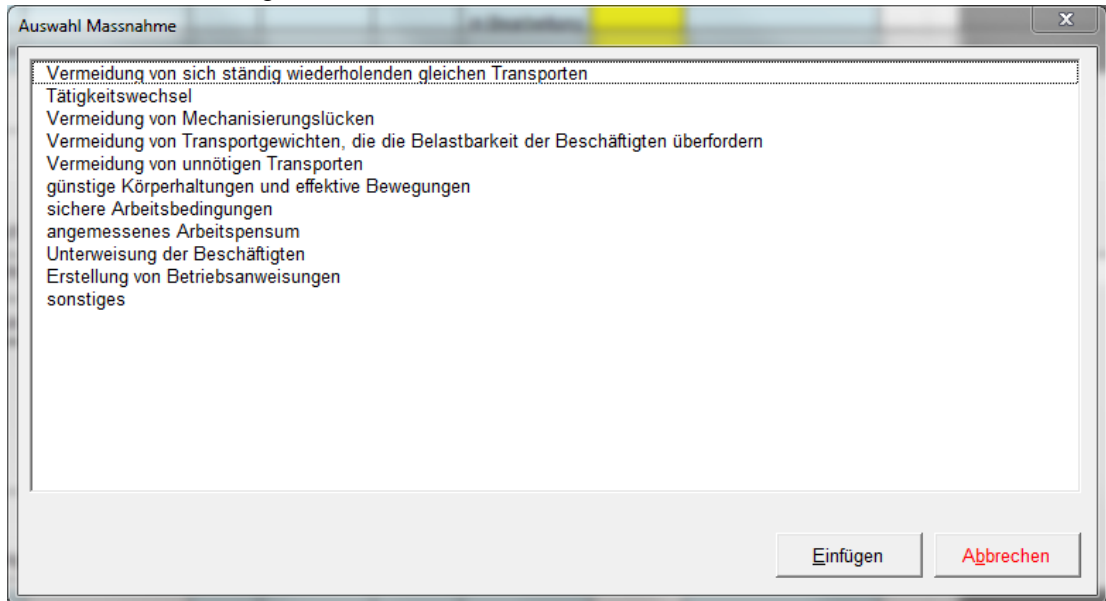 Auswahl Massnahme
X
Vermeidung von sich ständig wiederholenden gleichen Transporten
Tätigkeitswechsel
Vermeidung von Mechanisierungslücken
Vermeidung von Transportgewichten, die die Belastbarkeit der Beschäftigten überfordern
Vermeidung von unnötigen Transporten
günstige Körperhaltungen und effektive Bewegungen
sichere Arbeitsbedingungen
angemessenes Arbeitspensum
Unterweisung der Beschäftigten
Erstellung von Betriebsanweisungen
sonstiges
Einfügen Abbrechen